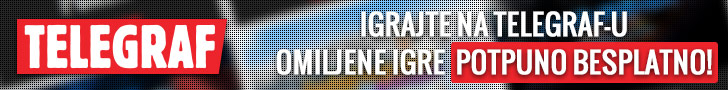 TELEGRAF
IGRAJTE NA TELEGRAF-U
OMILJENE IGRE POTPUNO BESPLATNO!